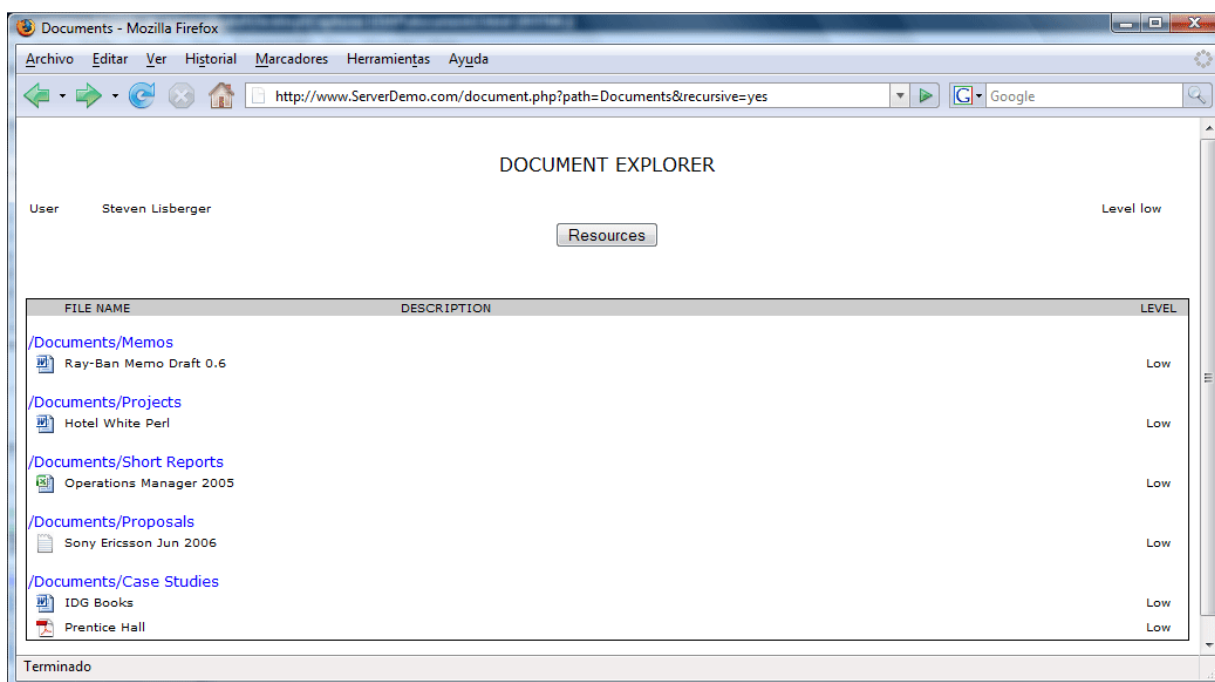 Documents - Mozilla Firefox
Archivo Editar Ver Historial Marcadores Herramientas Ayuda
http://www.ServerDemo.com/document.php?path=Documents&recursive=yes G Google
DOCUMENT EXPLORER
User Steven Lisberger Level low
Resources
FILE NAME DESCRIPTION LEVEL
/Documents/Memos
Ray-Ban Memo Draft 0.6 Low
/Documents/Projects
Hotel White Perl Low
/Documents/Short Reports
Operations Manager 2005 Low
/Documents/Proposals
Sony Ericsson Jun 2006 Low
/Documents/Case Studies
IDG Books Low
Prentice Hall Low
Terminado